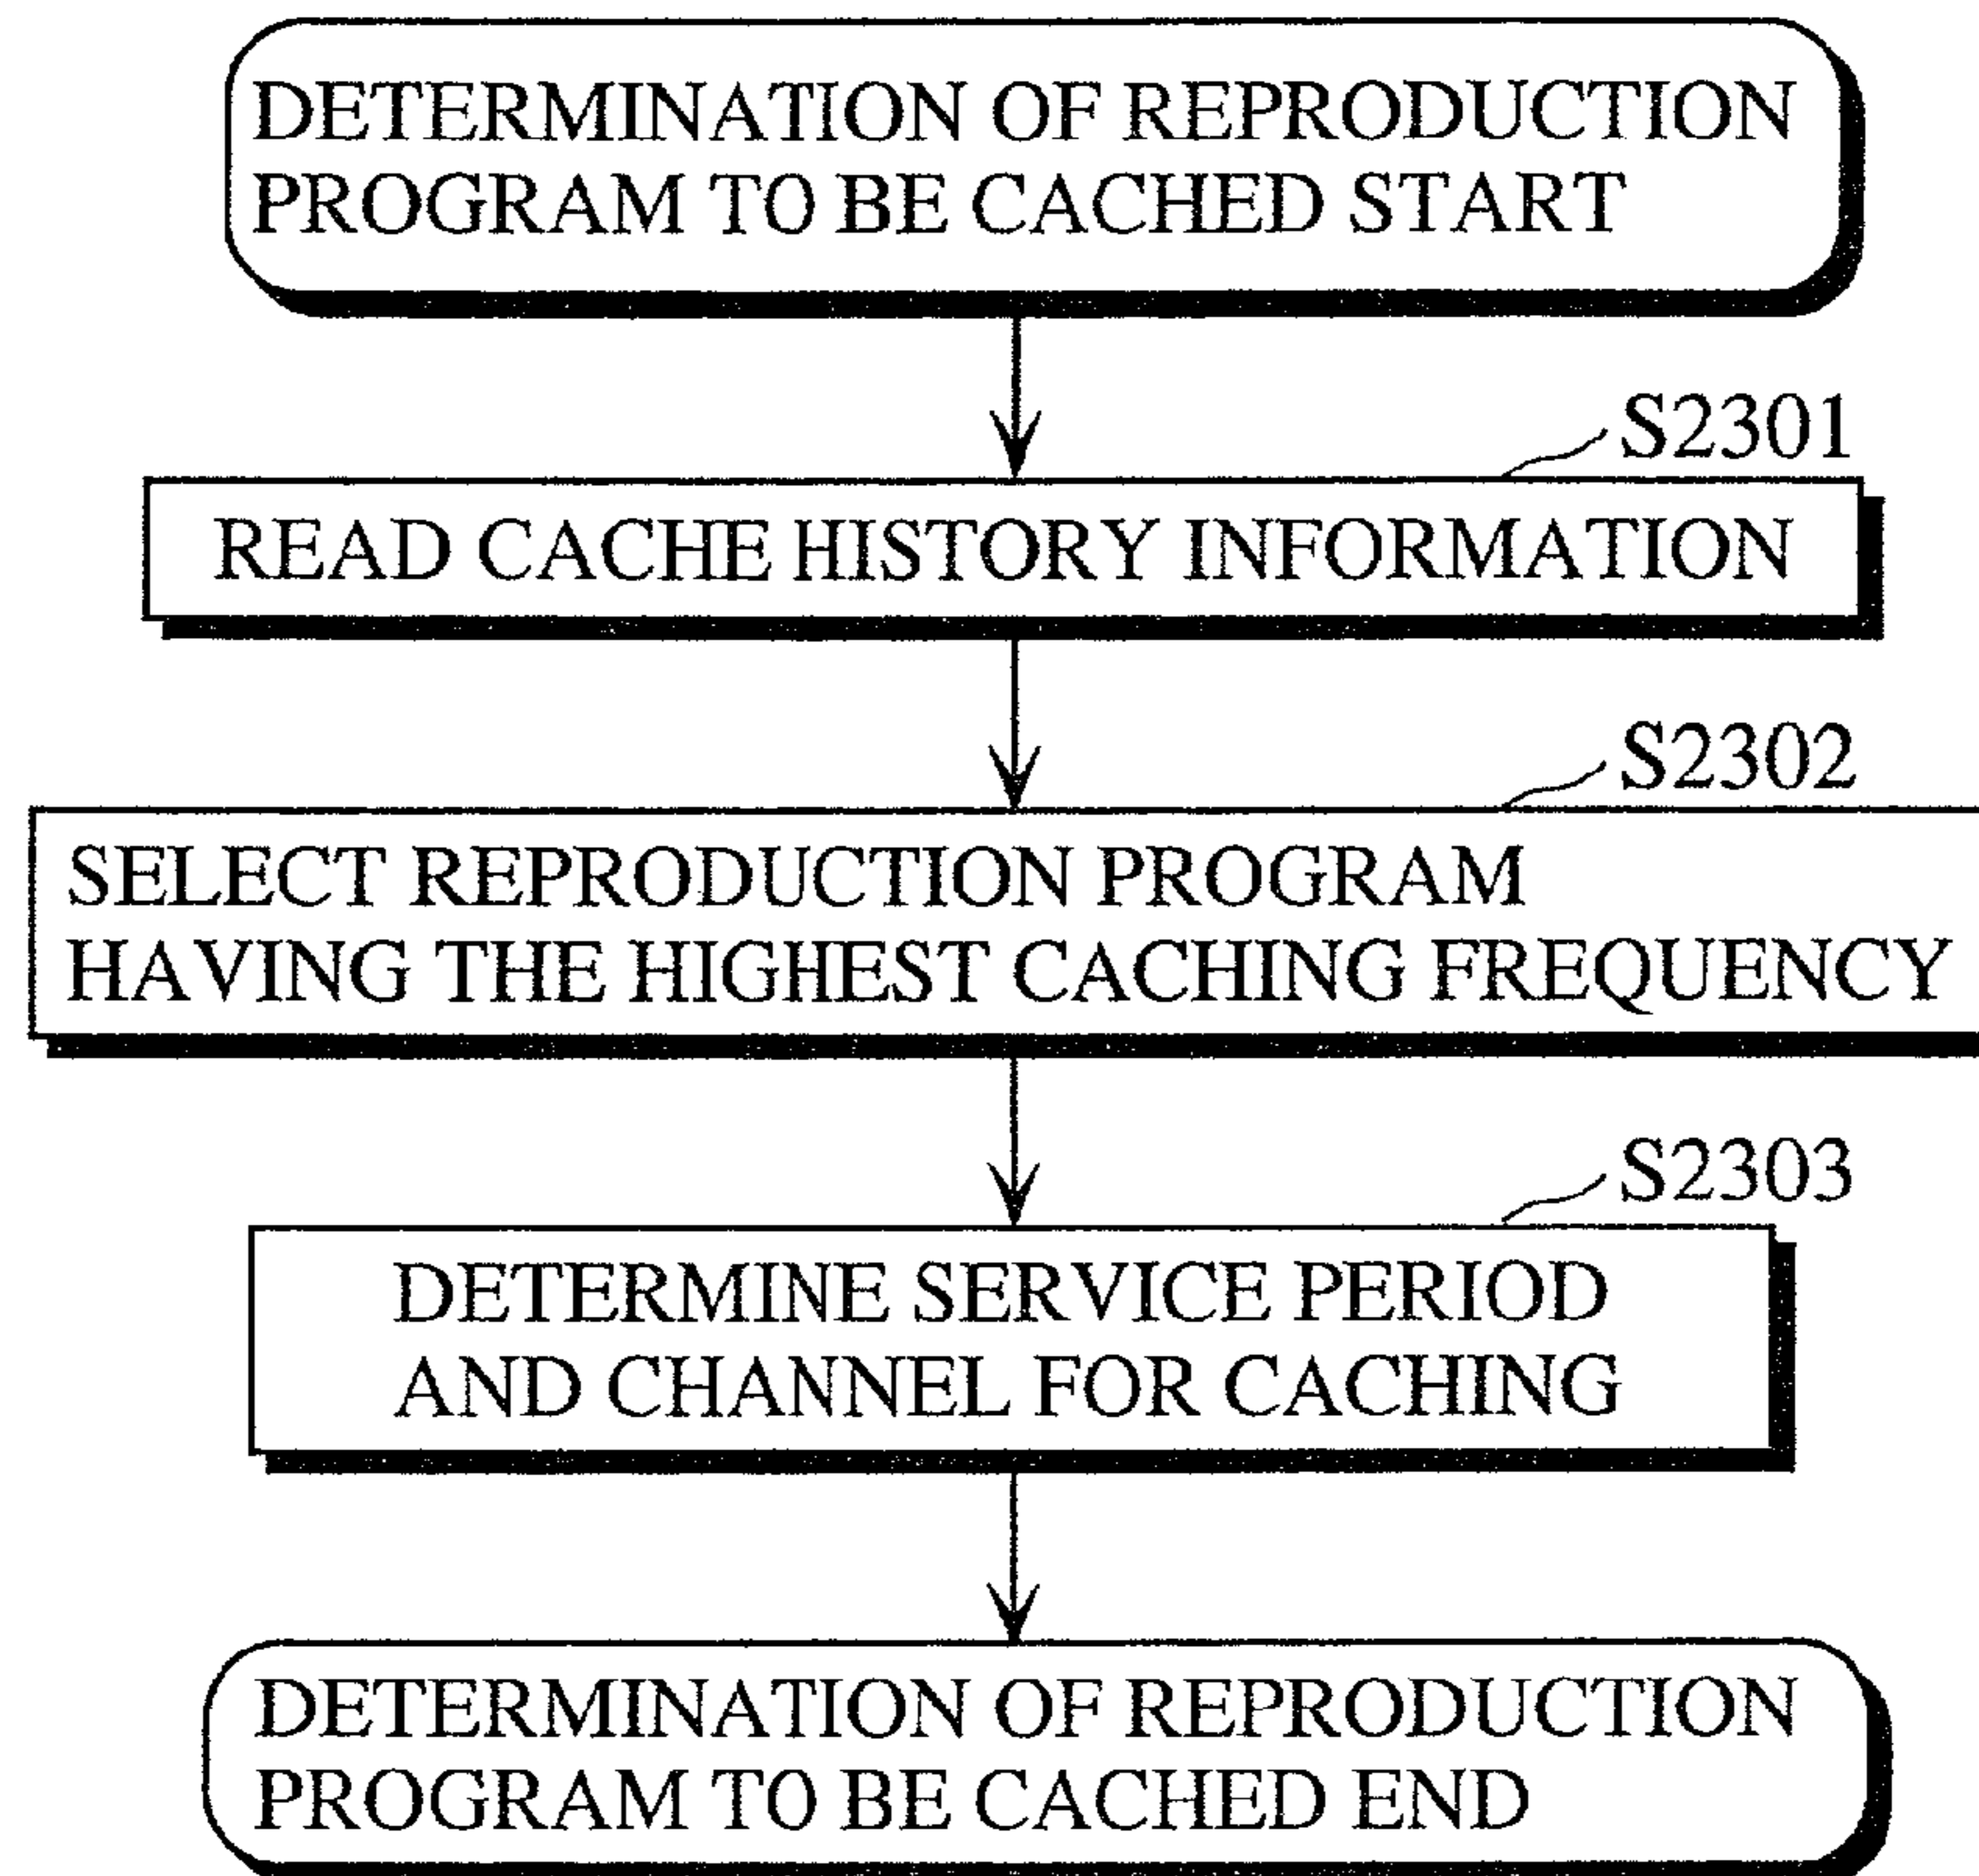 DETERMINATION OF REPRODUCTION
PROGRAM TO BE CACHED START
S2301
READ CACHE HISTORY INFORMATION
S2302
SELECT REPRODUCTION PROGRAM
HAVING THE HIGHEST CACHING FREQUENCY
S2303
DETERMINE SERVICE PERIOD
AND CHANNEL FOR CACHING
DETERMINATION OF REPRODUCTION
PROGRAM TO BE CACHED END